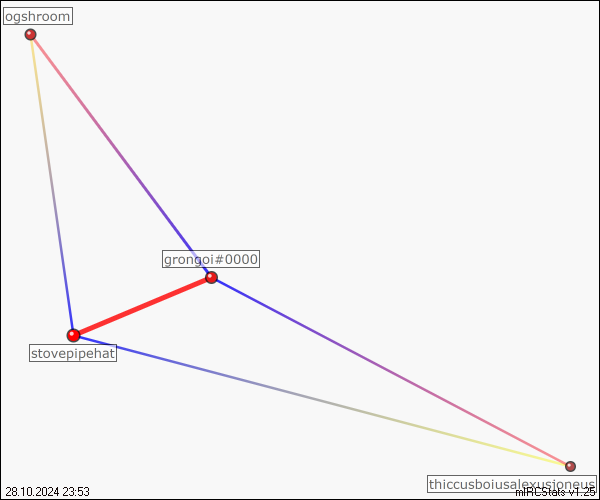 ogshroom
grongoi#0000
stovepipehat
thiccusboiusalexusioneus
28.10.2024 23:53
mIRCStats v1.25